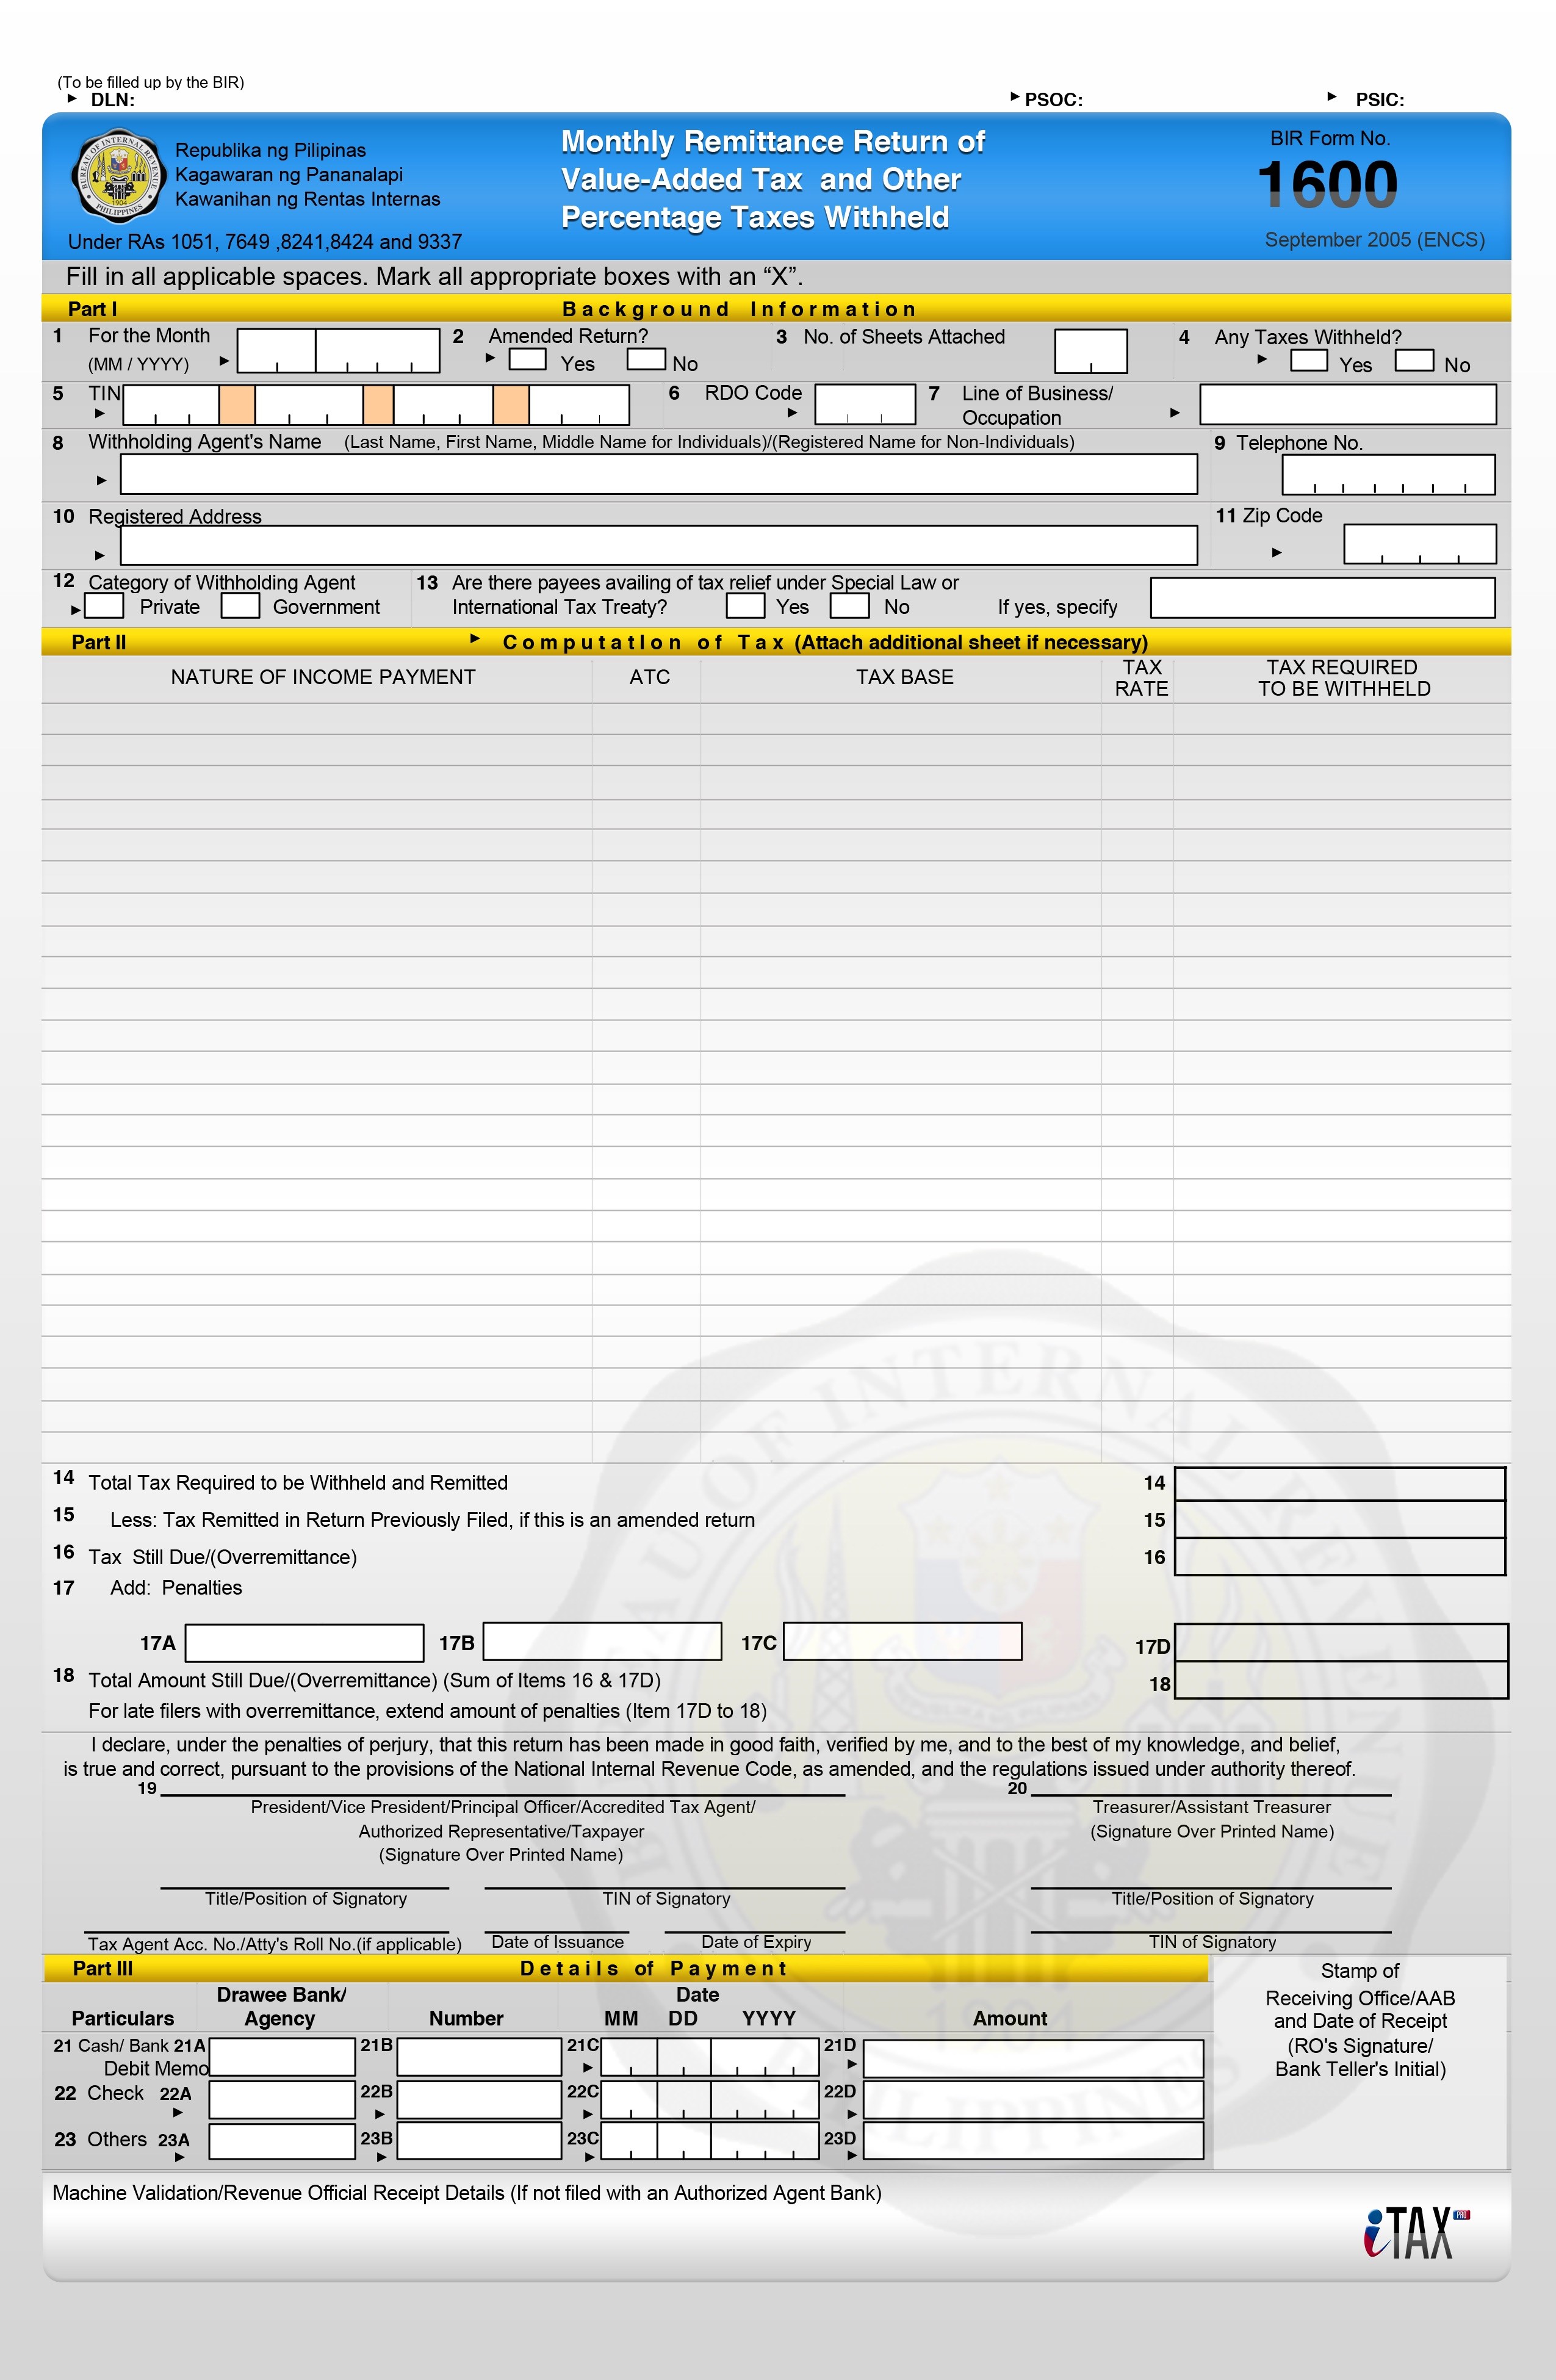 (To be filled up by the BIR)
DLN: PSOC: PSIC:
BUREAU OF INTERNAL REVENUE
1904
PHILIPPINES
Republika ng Pilipinas
Kagawaran ng Pananalapi
Kawanihan ng Rentas Internas
Under RAs 1051, 7649 ,8241,8424 and 9337
Monthly Remittance Return of
Value-Added Tax and Other
Percentage Taxes Withheld
BIR Form No.
1600
September 2005 (ENCS)
Fill in all applicable spaces. Mark all appropriate boxes with an “X”.
Part I Background Information
1 For the Month
(MM / YYYY)
2 Amended Return?
Yes No
3 No. of Sheets Attached
4 Any Taxes Withheld?
Yes No
5 TIN
6 RDO Code
7 Line of Business/
Occupation
8 Withholding Agent's Name (Last Name, First Name, Middle Name for Individuals)/(Registered Name for Non-Individuals)
9 Telephone No.
10 Registered Address
11 Zip Code
12 Category of Withholding Agent
Private Government
13 Are there payees availing of tax relief under Special Law or
International Tax Treaty? Yes No If yes, specify
Part II ComputatIon of Tax (Attach additional sheet if necessary)
NATURE OF INCOME PAYMENT ATC TAX BASE TAX RATE TAX REQUIRED TO BE WITHHELD
14 Total Tax Required to be Withheld and Remitted 14
15 Less: Tax Remitted in Return Previously Filed, if this is an amended return 15
16 Tax Still Due/(Overremittance) 16
17 Add: Penalties
17A 17B 17C 17D
18 Total Amount Still Due/(Overremittance) (Sum of Items 16 & 17D) 18
For late filers with overremittance, extend amount of penalties (Item 17D to 18)
I declare, under the penalties of perjury, that this return has been made in good faith, verified by me, and to the best of my knowledge, and belief,
is true and correct, pursuant to the provisions of the National Internal Revenue Code, as amended, and the regulations issued under authority thereof.
19 20
President/Vice President/Principal Officer/Accredited Tax Agent/ Treasurer/Assistant Treasurer
Authorized Representative/Taxpayer (Signature Over Printed Name)
(Signature Over Printed Name)
Title/Position of Signatory TIN of Signatory Title/Position of Signatory
Tax Agent Acc. No./Atty's Roll No.(if applicable) Date of Issuance Date of Expiry TIN of Signatory
Part III Details of Payment
Drawee Bank/ Date
Particulars Agency Number MM DD YYYY Amount
21 Cash/ Bank 21A 21B 21C 21D
Debit Memo
22 Check 22A 22B 22C 22D
23 Others 23A 23B 23C 23D
Stamp of
Receiving Office/AAB
and Date of Receipt
(RO's Signature/
Bank Teller's Initial)
Machine Validation/Revenue Official Receipt Details (If not filed with an Authorized Agent Bank)
iTAX PRO
BUREAU OF INTERNAL REVENUE
1904
PHILIPPINES